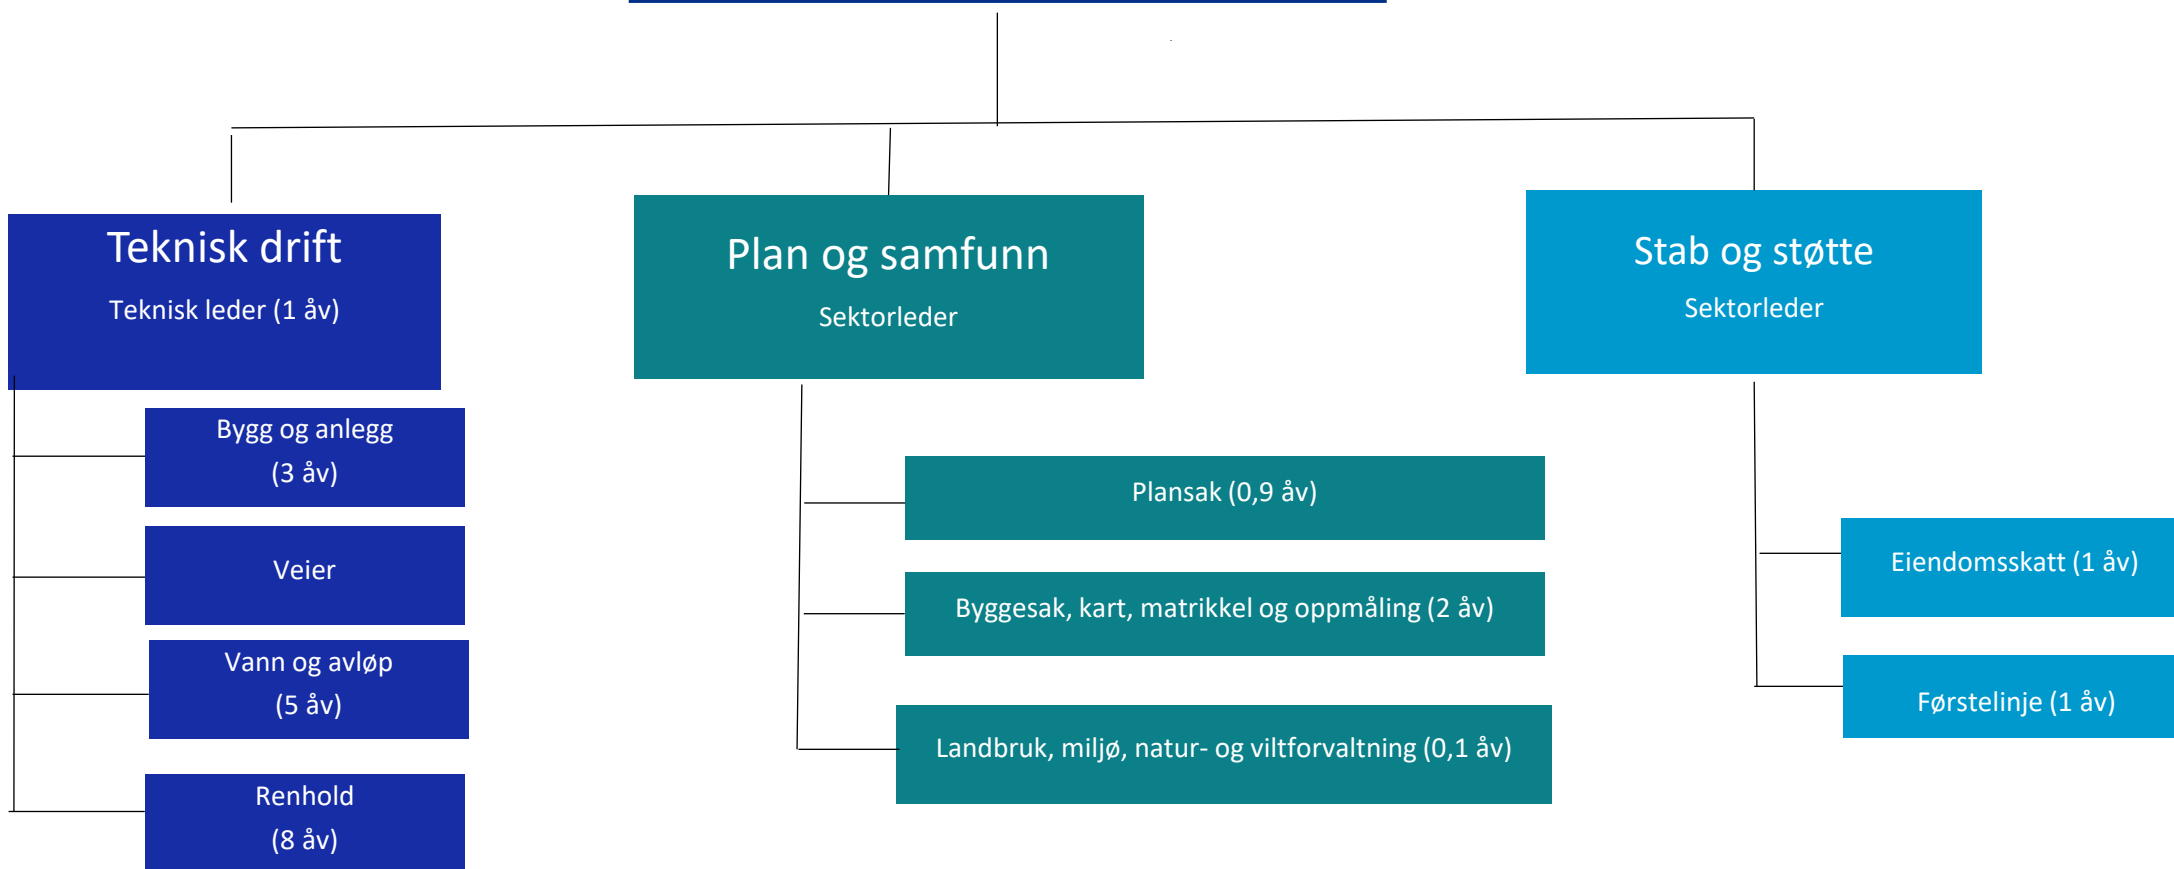 Teknisk drift
Teknisk leder (1 åv)
Bygg og anlegg
(3 åv)
Veier
Vann og avløp
(5 åv)
Renhold
(8 åv)
Plan og samfunn
Sektorleder
Plansak (0,9 åv)
Byggesak, kart, matrikkel og oppmåling (2 åv)
Landbruk, miljø, natur- og viltforvaltning (0,1 åv)
Stab og støtte
Sektorleder
Eiendomsskatt (1 åv)
Førstelinje (1 åv)